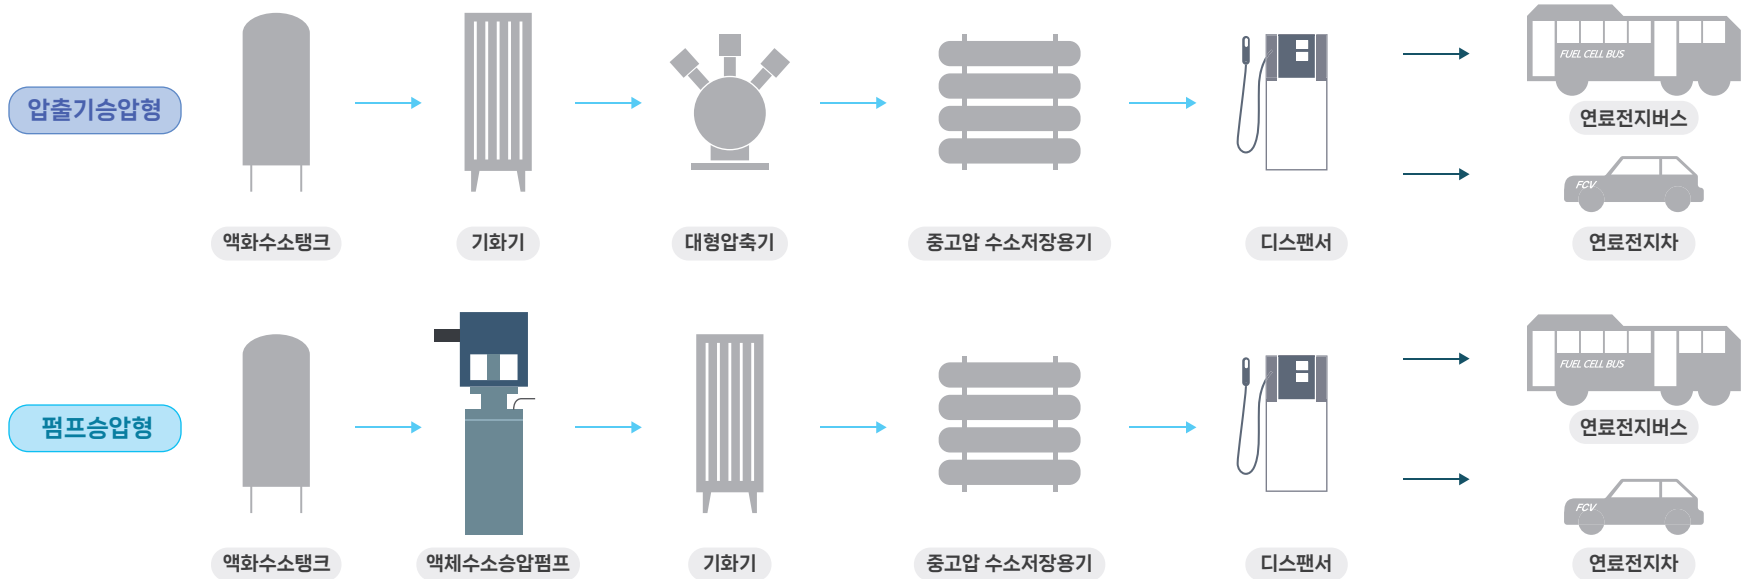 압출기승압형
FUEL CELL BUS
연료전지버스
FCV
액화수소탱크
기화기
대형압축기
중고압 수소저장용기
디스팬서
연료전지차
펌프승압형
FUEL CELL BUS
연료전지버스
FCV
액화수소탱크
액체수소승압펌프
기화기
중고압 수소저장용기
디스팬서
연료전지차